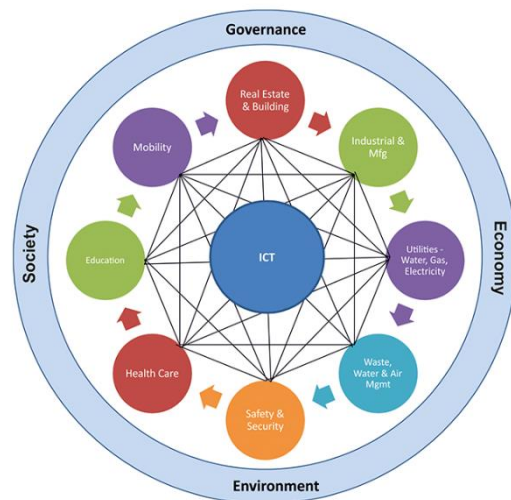 Governance
Real Estate
& Building
Mobility
Industrial &
Mfg
Society
Education
ICT
Utilities -
Water, Gas,
Electricity
Economy
Health Care
Waste,
Water & Air
Mgmt
Safety &
Security
Environment